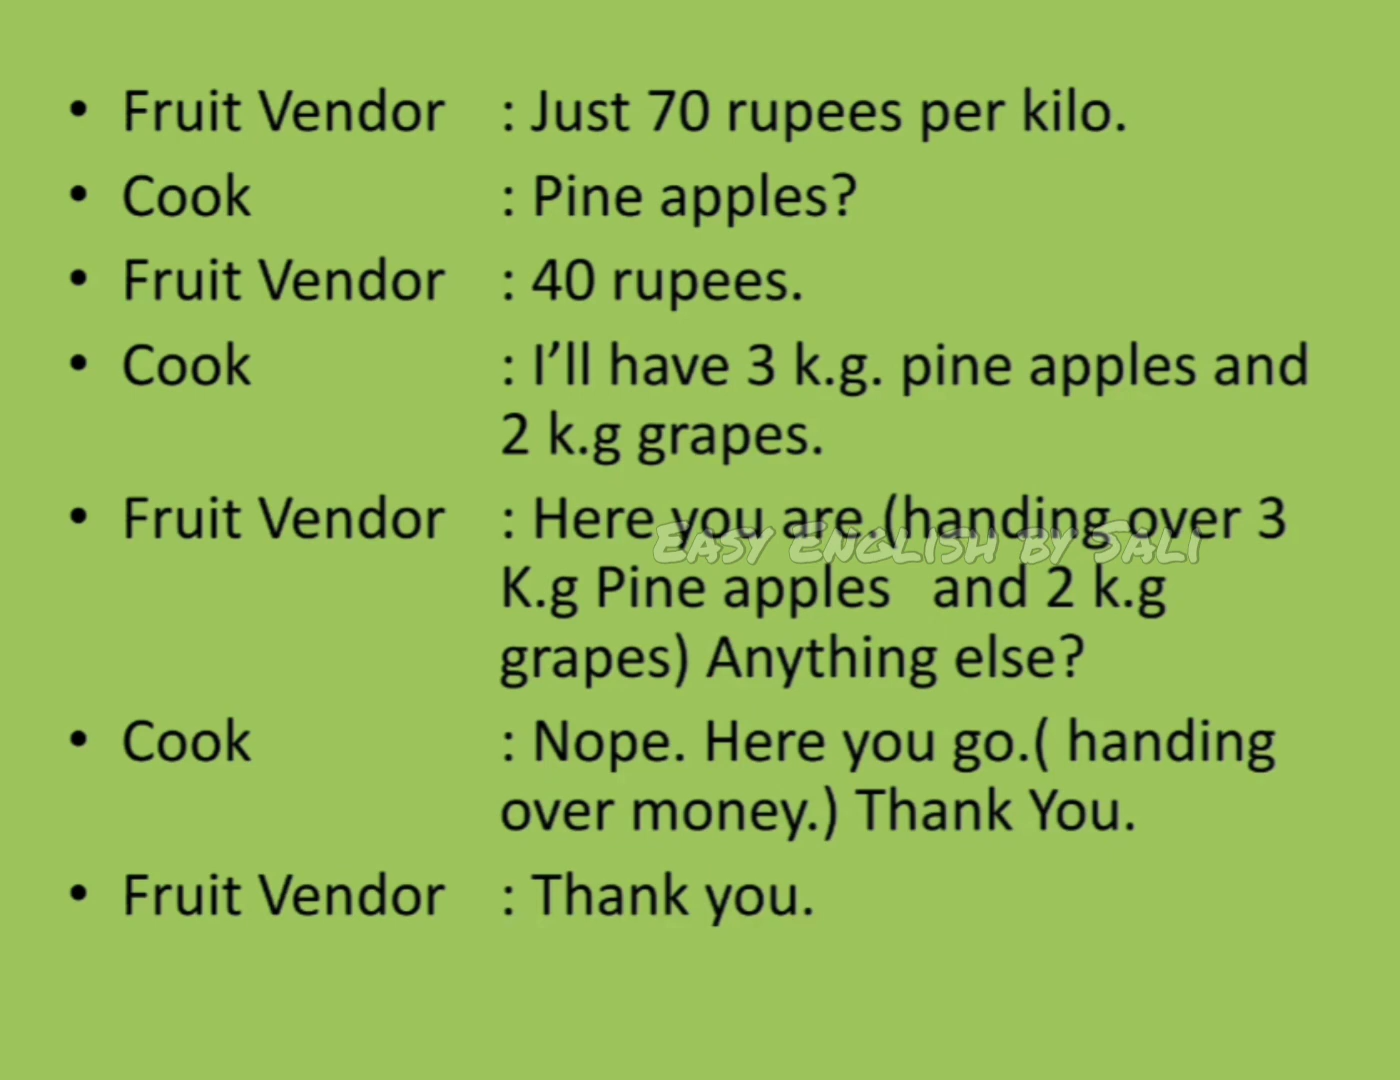 • Fruit Vendor : Just 70 rupees per kilo.
• Cook : Pine apples?
• Fruit Vendor : 40 rupees.
• Cook : I’ll have 3 k.g. pine apples and
2 k.g grapes.
• Fruit Vendor : Here you are.(handing over 3
Easy English by Sali
K.g Pine apples and 2 k.g
grapes) Anything else?
• Cook : Nope. Here you go.( handing
over money.) Thank You.
• Fruit Vendor : Thank you.